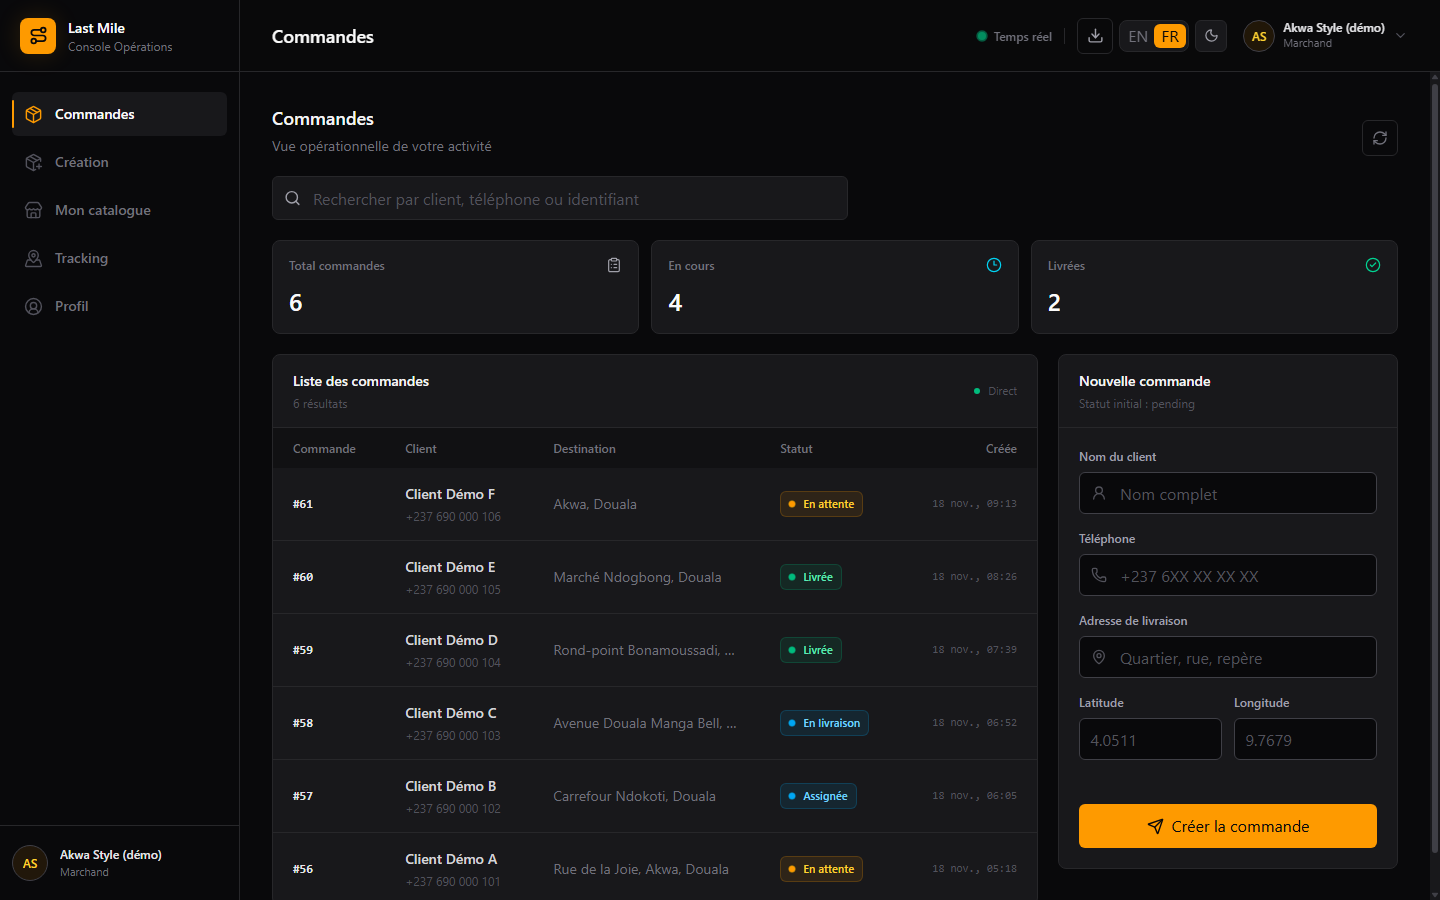 Last Mile
Console Opérations
Commandes
Création
Mon catalogue
Tracking
Profil
AS
Akwa Style (démo)
Marchand
Commandes
Temps réel
EN FR
AS
Akwa Style (démo)
Marchand
Commandes
Vue opérationnelle de votre activité
Rechercher par client, téléphone ou identifiant
Total commandes
6
En cours
4
Livrées
2
Liste des commandes
6 résultats
Direct
Commande Client Destination Statut Créée
#61 Client Démo F Akwa, Douala En attente 18 nov., 09:13
+237 690 000 106
#60 Client Démo E Marché Ndogbong, Douala Livrée 18 nov., 08:26
+237 690 000 105
#59 Client Démo D Rond-point Bonamoussadi, ... Livrée 18 nov., 07:39
+237 690 000 104
#58 Client Démo C Avenue Douala Manga Bell, ... En livraison 18 nov., 06:52
+237 690 000 103
#57 Client Démo B Carrefour Ndokoti, Douala Assignée 18 nov., 06:05
+237 690 000 102
#56 Client Démo A Rue de la Joie, Akwa, Douala En attente 18 nov., 05:18
+237 690 000 101
Nouvelle commande
Statut initial : pending
Nom du client
Nom complet
Téléphone
+237 6XX XX XX XX
Adresse de livraison
Quartier, rue, repère
Latitude Longitude
4.0511 9.7679
Créer la commande